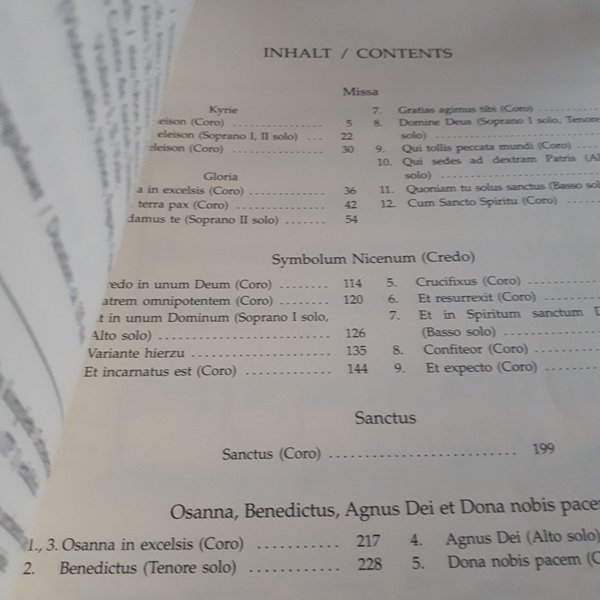 INHALT / CONTENTS
Missa
Kyrie
eleison (Coro) 5
eleison (Soprano I, II solo) 22
eleison (Coro) 30
Gloria
in excelsis (Coro) 36
terra pax (Coro) 42
damus te (Soprano II solo) 54
7. Gratias agimus tibi (Coro)
8. Domine Deus (Soprano I solo, Tenore
solo)
9. Qui tollis peccata mundi (Coro)
10. Qui sedes ad dextram Patris
solo)
11. Quoniam tu solus sanctus (Basso solo)
12. Cum Sancto Spiritu (Coro)
Symbolum Nicenum (Credo)
redo in unum Deum (Coro) 114
atrem omnipotentem (Coro) 120
t in unum Dominum (Soprano I solo,
Alto solo) 126
Variante hierzu 135
Et incarnatus est (Coro) 144
5. Crucifixus (Coro)
6. Et resurrexit (Coro)
7. Et in Spiritum sanctum D
(Basso solo)
8. Confiteor (Coro)
9. Et expecto (Coro)
Sanctus
Sanctus (Coro) 199
Osanna, Benedictus, Agnus Dei et Dona nobis pacem
1., 3. Osanna in excelsis (Coro) 217
2. Benedictus (Tenore solo) 228
4. Agnus Dei (Alto solo)
5. Dona nobis pacem (C